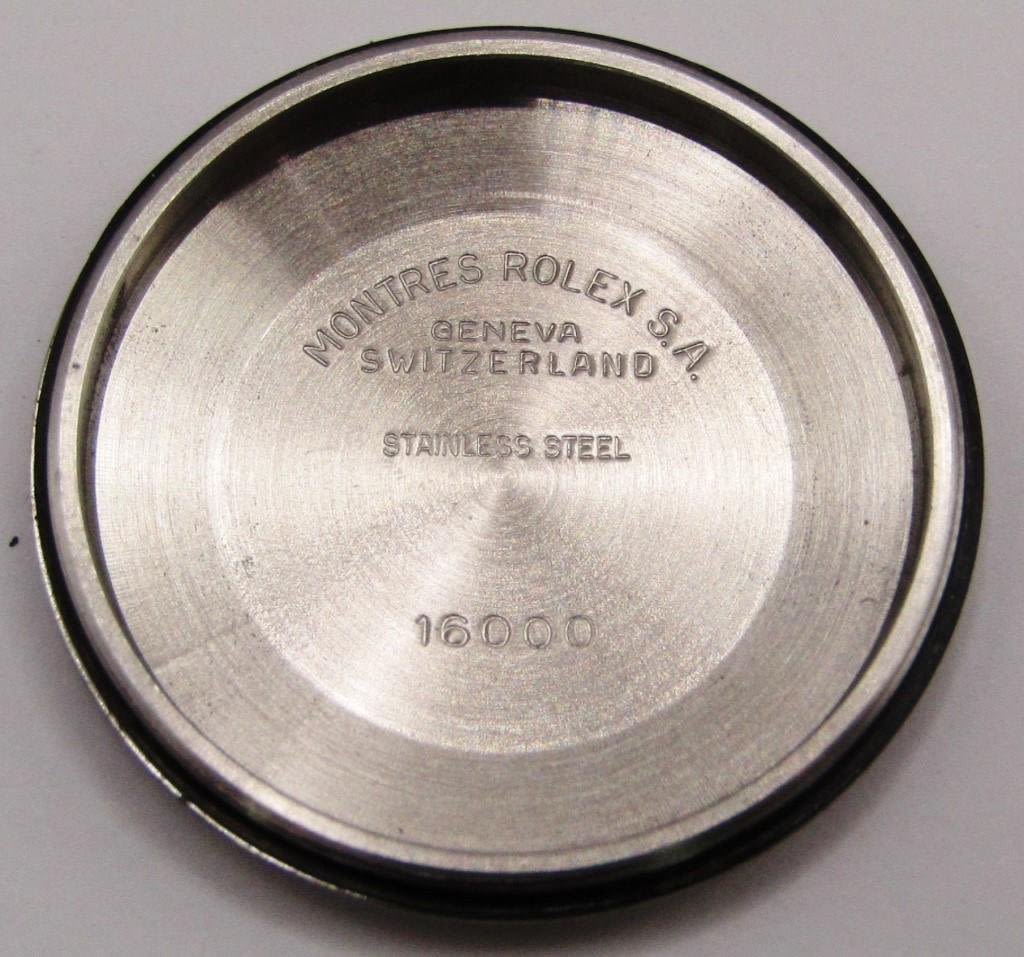 MONTRES ROLEX S.A.
GENEVA
SWITZERLAND
STAINLESS STEEL
16000